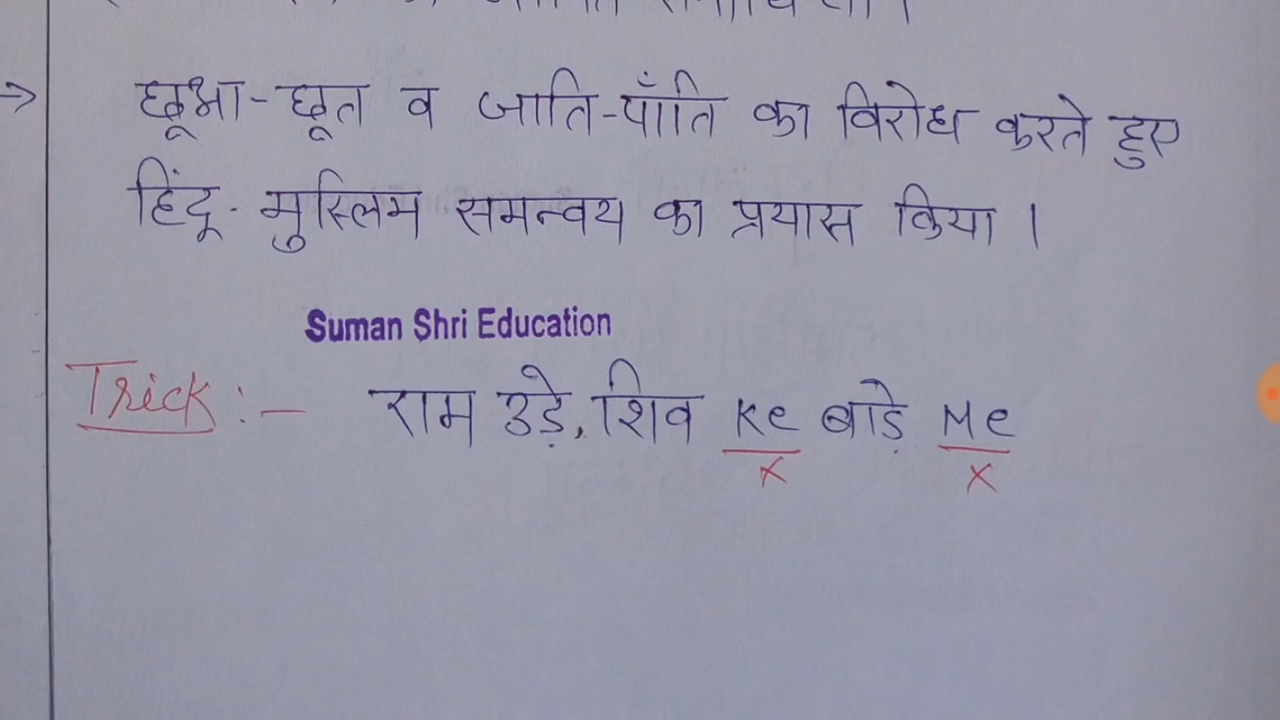 → छूआ-छूत व जाति-पाँति का विरोध करते हुए
हिंदू-मुस्लिम समन्वय का प्रयास किया ।
Suman Shri Education
Trick :- राम उड़े, शिव Ke बाड़े Me
x x